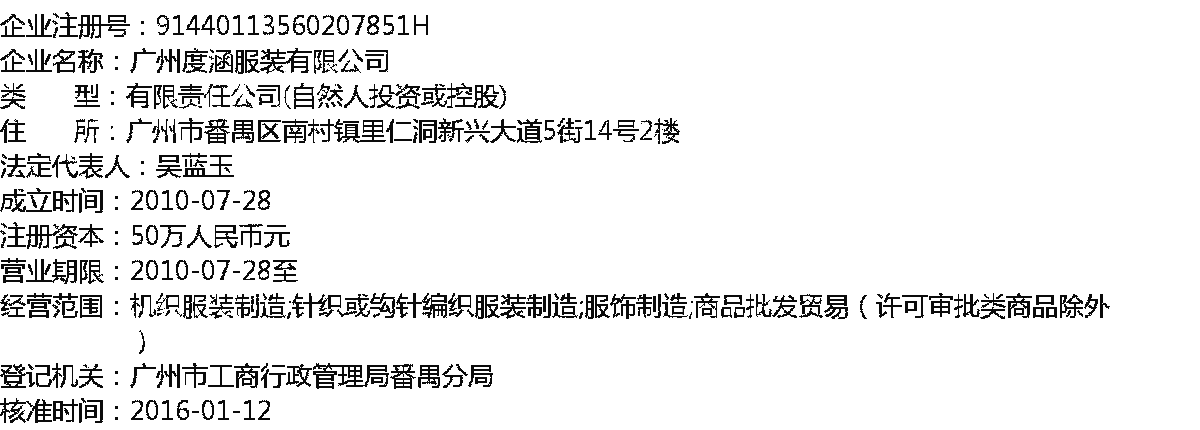 企业注册号：91440113560207851H
企业名称：广州度涵服装有限公司
类　　型：有限责任公司(自然人投资或控股)
住　　所：广州市番禺区南村镇里仁洞新兴大道5街14号2楼
法定代表人：吴蓝玉
成立时间：2010-07-28
注册资本：50万人民币元
营业期限：2010-07-28至
经营范围：机织服装制造;针织或钩针编织服装制造;服饰制造;商品批发贸易（许可审批类商品除外
）
登记机关：广州市工商行政管理局番禺分局
核准时间：2016-01-12